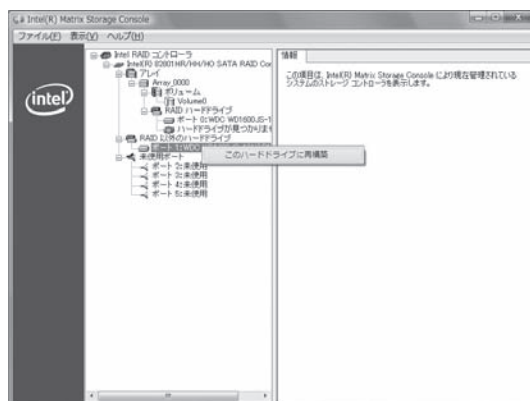 Intel(R) Matrix Storage Console
ファイル(F) 表示(V) ヘルプ(H)
intel
Intel RAID コントローラ
Intel(R) 82801HR/HH/HO SATA RAID Cor
アレイ
Array_0000
ボリューム
Volume0
RAID ハードドライブ
ポート 0:WDC WD1600JS-1
ハードドライブが見つかりませ
RAID 以外のハードドライブ
ポート 1:WDC
このハードドライブに再構築
未使用ポート
ポート 2:未使用
ポート 3:未使用
ポート 4:未使用
ポート 5:未使用
情報
この項目は、Intel(R) Matrix Storage Console により現在管理されている
システムのストレージ コントローラを表示します。